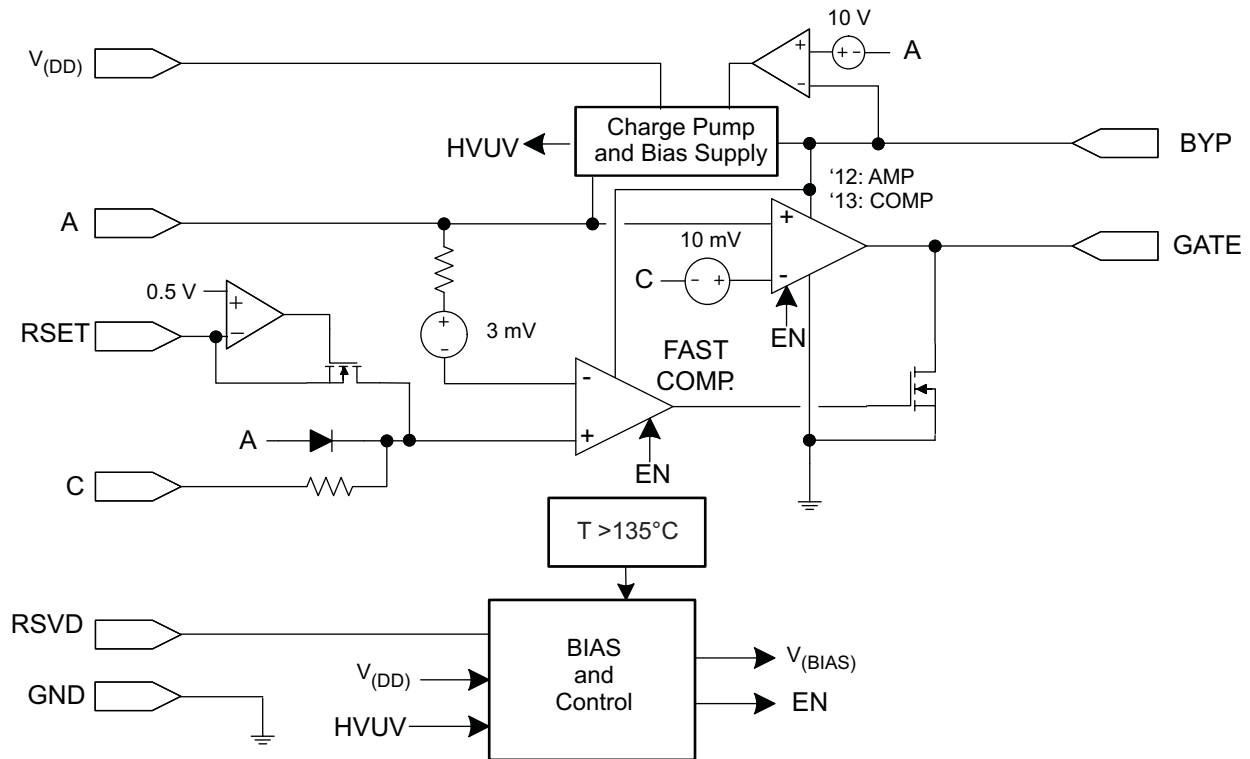 10 V
+
+ -
A
V(DD)
-
Charge Pump
and Bias Supply
HVUV
BYP
'12: AMP
'13: COMP
A
+
10 mV
GATE
C
- +
-
0.5 V
+
RSET
-
+
-
3 mV
EN
FAST
COMP.
-
A
+
EN
C
T >135°C
RSVD
BIAS
and
Control
V(DD)
V(BIAS)
GND
EN
HVUV